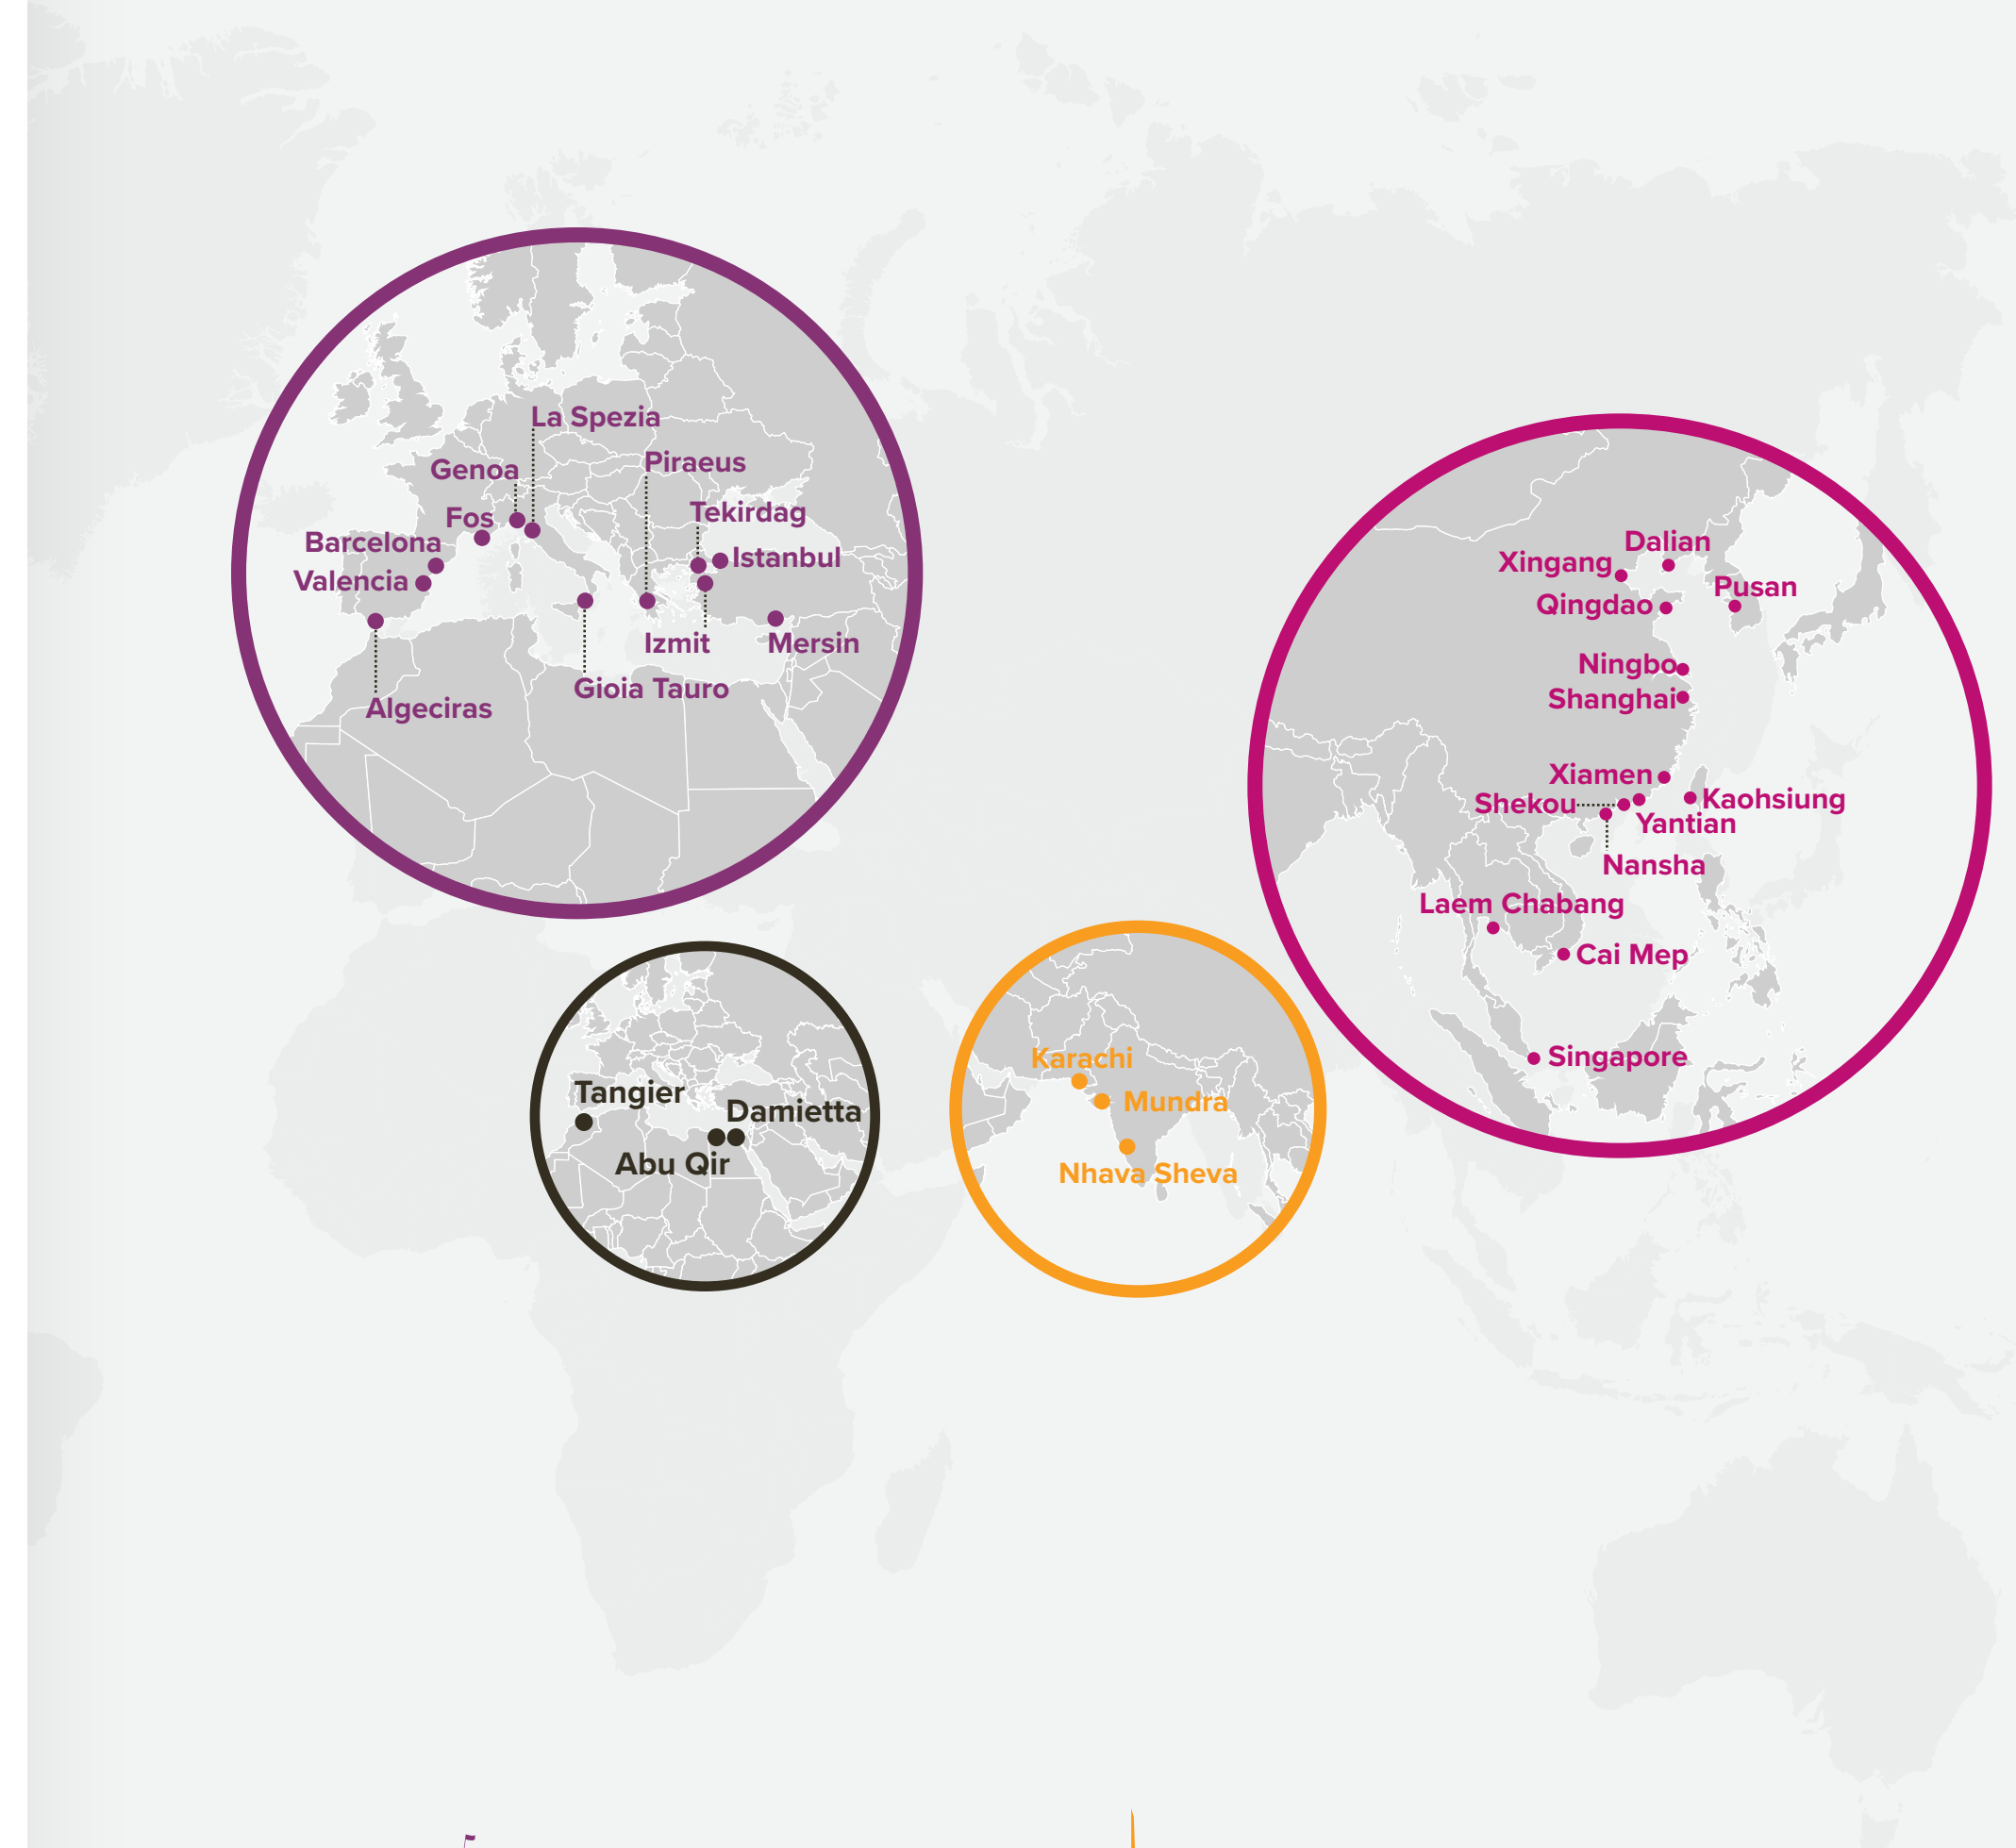 La Spezia
Genoa
Piraeus
Fos
Tekirdag
Barcelona
Istanbul
Valencia
Izmit
Mersin
Gioia Tauro
Algeciras
Dalian
Xingang
Pusan
Qingdao
Ningbo
Shanghai
Xiamen
Shekou
Kaohsiung
Yantian
Nansha
Laem Chabang
Cai Mep
Singapore
Tangier
Damietta
Abu Qir
Karachi
Mundra
Nhava Sheva